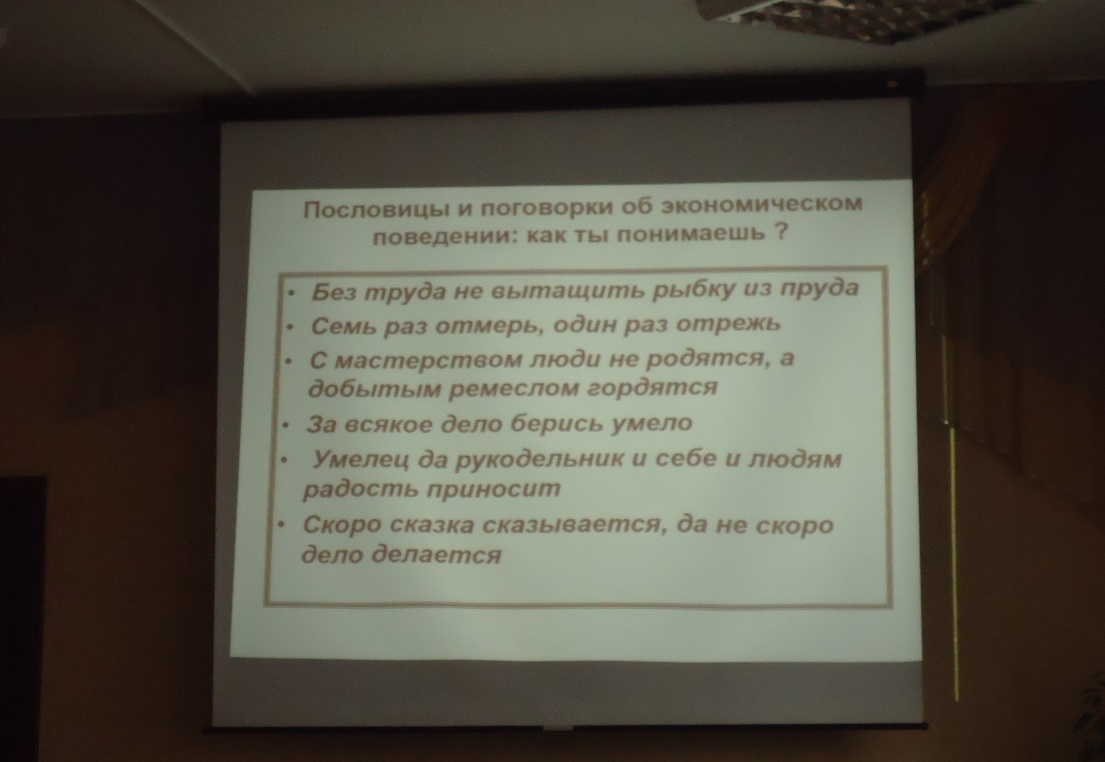 Пословицы и поговорки об экономическом
поведении: как ты понимаешь ?
• Без труда не вытащить рыбку из пруда
• Семь раз отмерь, один раз отрежь
• С мастерством люди не родятся, а
добытым ремеслом гордятся
• За всякое дело берись умело
• Умелец да рукодельник и себе и людям
радость приносит
• Скоро сказка сказывается, да не скоро
дело делается